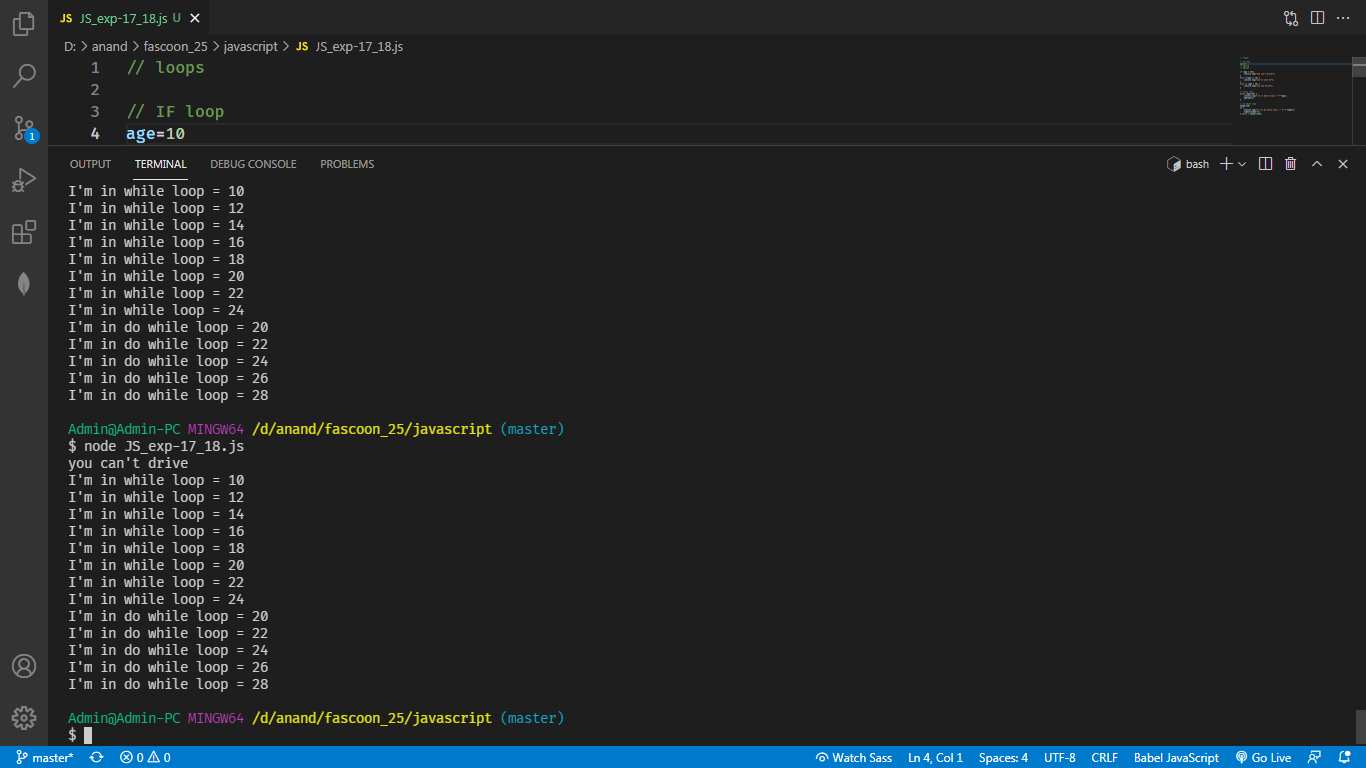 JS JS_exp-17_18.js U
D: > anand > fascoon_25 > javascript > JS JS_exp-17_18.js
1 // loops
2
3 // IF loop
4 age=10
OUTPUT TERMINAL DEBUG CONSOLE PROBLEMS bash
I'm in while loop = 10
I'm in while loop = 12
I'm in while loop = 14
I'm in while loop = 16
I'm in while loop = 18
I'm in while loop = 20
I'm in while loop = 22
I'm in while loop = 24
I'm in do while loop = 20
I'm in do while loop = 22
I'm in do while loop = 24
I'm in do while loop = 26
I'm in do while loop = 28
Admin@Admin-PC MINGW64 /d/anand/fascoon_25/javascript (master)
$ node JS_exp-17_18.js
you can't drive
I'm in while loop = 10
I'm in while loop = 12
I'm in while loop = 14
I'm in while loop = 16
I'm in while loop = 18
I'm in while loop = 20
I'm in while loop = 22
I'm in while loop = 24
I'm in do while loop = 20
I'm in do while loop = 22
I'm in do while loop = 24
I'm in do while loop = 26
I'm in do while loop = 28
Admin@Admin-PC MINGW64 /d/anand/fascoon_25/javascript (master)
$
1
master* 0 0 Watch Sass Ln 4, Col 1 Spaces: 4 UTF-8 CRLF Babel JavaScript Go Live